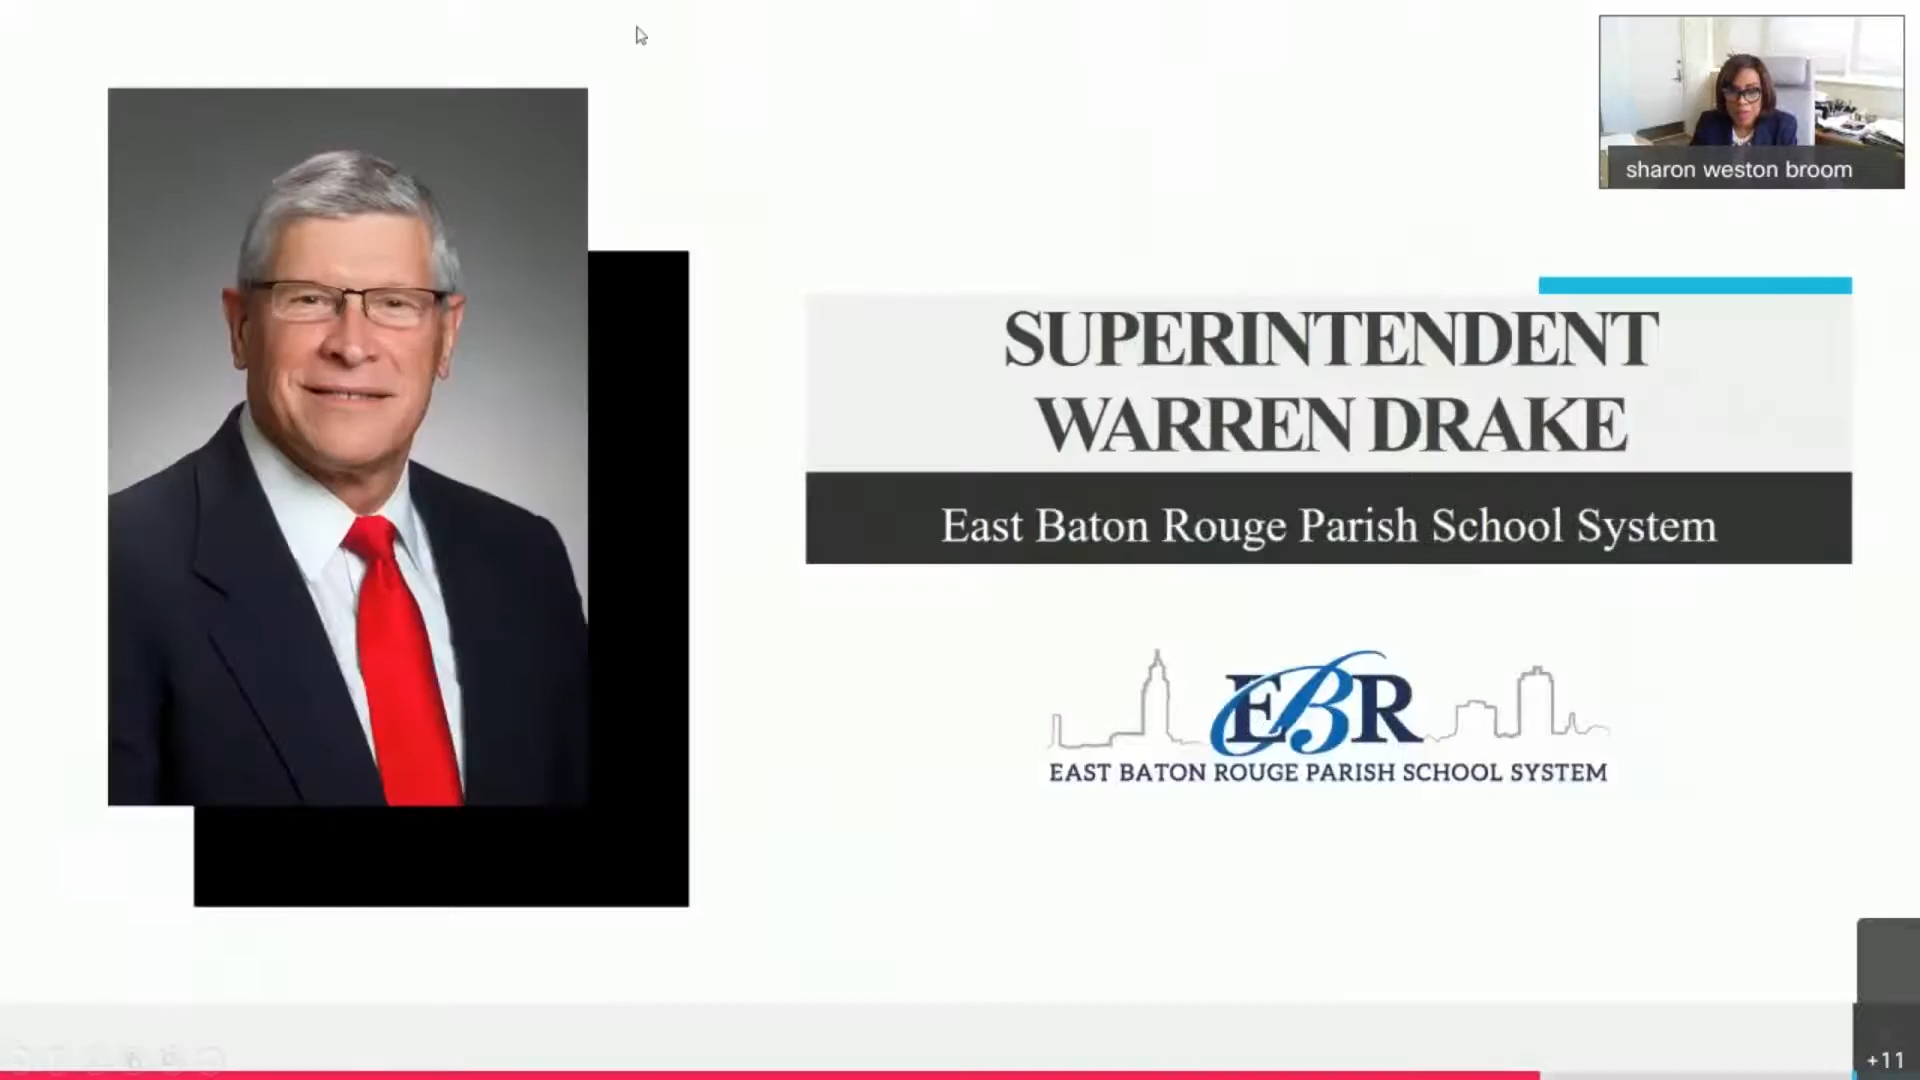 sharon weston broom
SUPERINTENDENT
WARREN DRAKE
East Baton Rouge Parish School System
EBR
EAST BATON ROUGE PARISH SCHOOL SYSTEM
+11